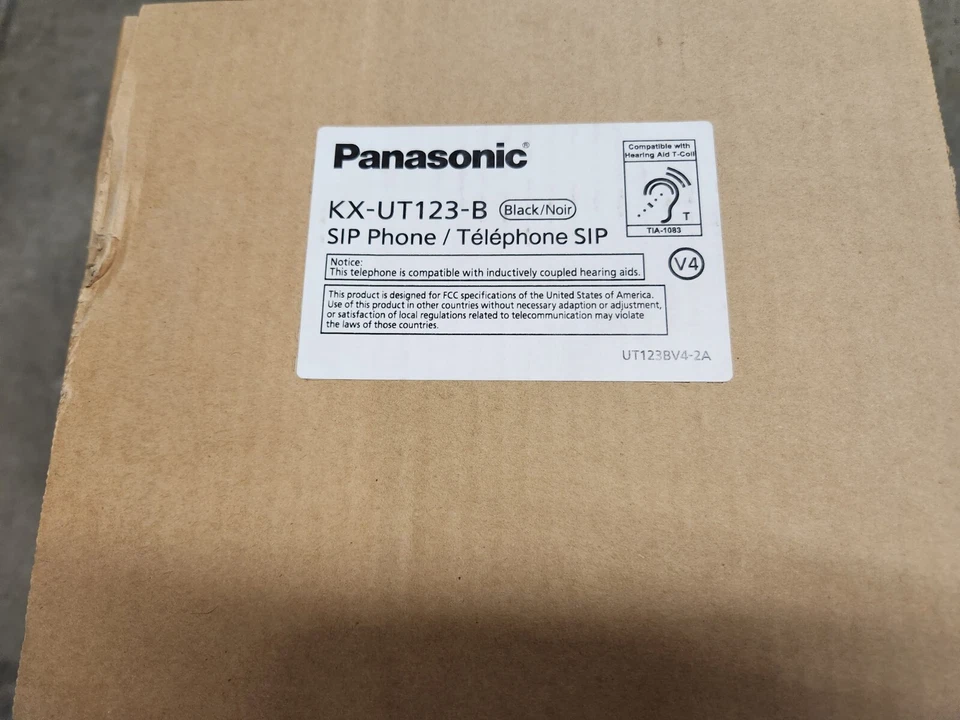 Panasonic®
KX-UT123-B Black/Noir
SIP Phone / Téléphone SIP
Compatible with
Hearing Aid T-Coil
T
TIA-1083
V4
Notice:
This telephone is compatible with inductively coupled hearing aids.
This product is designed for FCC specifications of the United States of America.
Use of this product in other countries without necessary adaption or adjustment,
or satisfaction of local regulations related to telecommunication may violate
the laws of those countries.
UT123BV4-2A